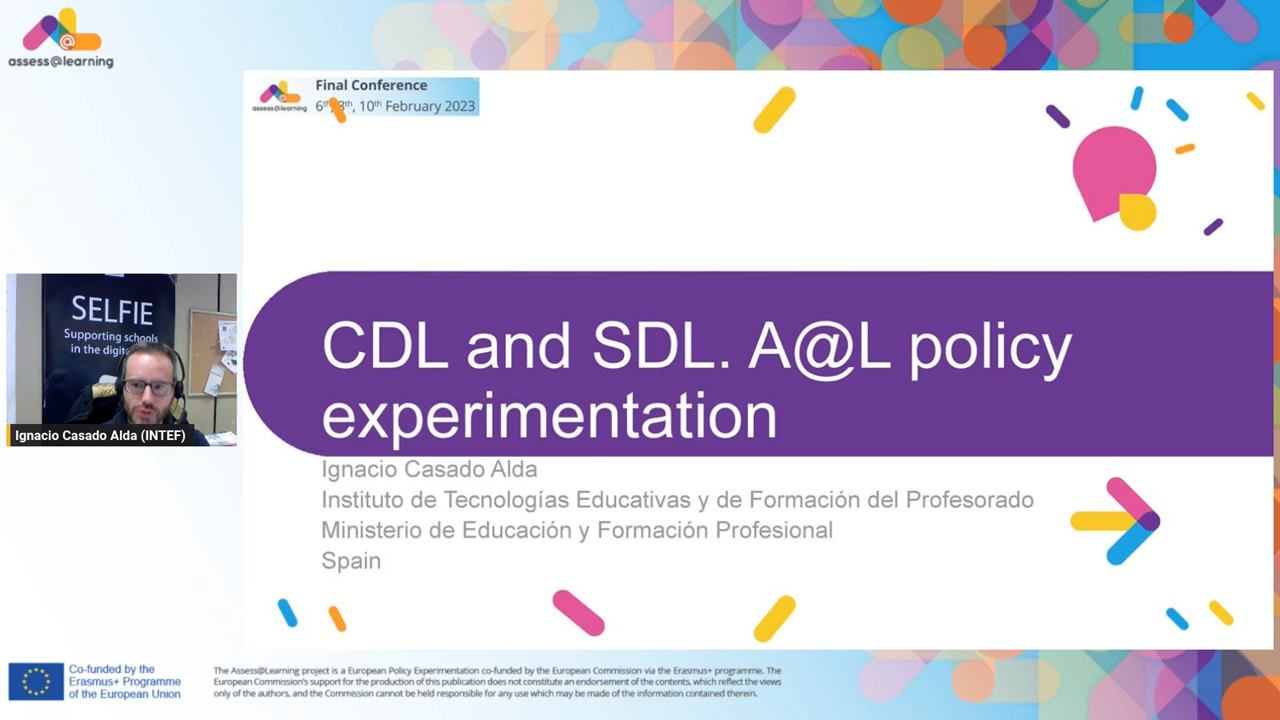 assess@learning
assess@learning
Final Conference
6th, 8th, 10th February 2023
SELFIE
Supporting schools
in the digit
Ignacio Casado Alda (INTEF)
CDL and SDL. A@L policy
experimentation
Ignacio Casado Alda
Instituto de Tecnologías Educativas y de Formación del Profesorado
Ministerio de Educación y Formación Profesional
Spain
Co-funded by the
Erasmus+ Programme
of the European Union
The Assess@Learning project is a European Policy Experimentation co-funded by the European Commission via the Erasmus+ programme. The
European Commission's support for the production of this publication does not constitute an endorsement of the contents, which reflect the views
only of the authors, and the Commission cannot be held responsible for any use which may be made of the information contained therein.